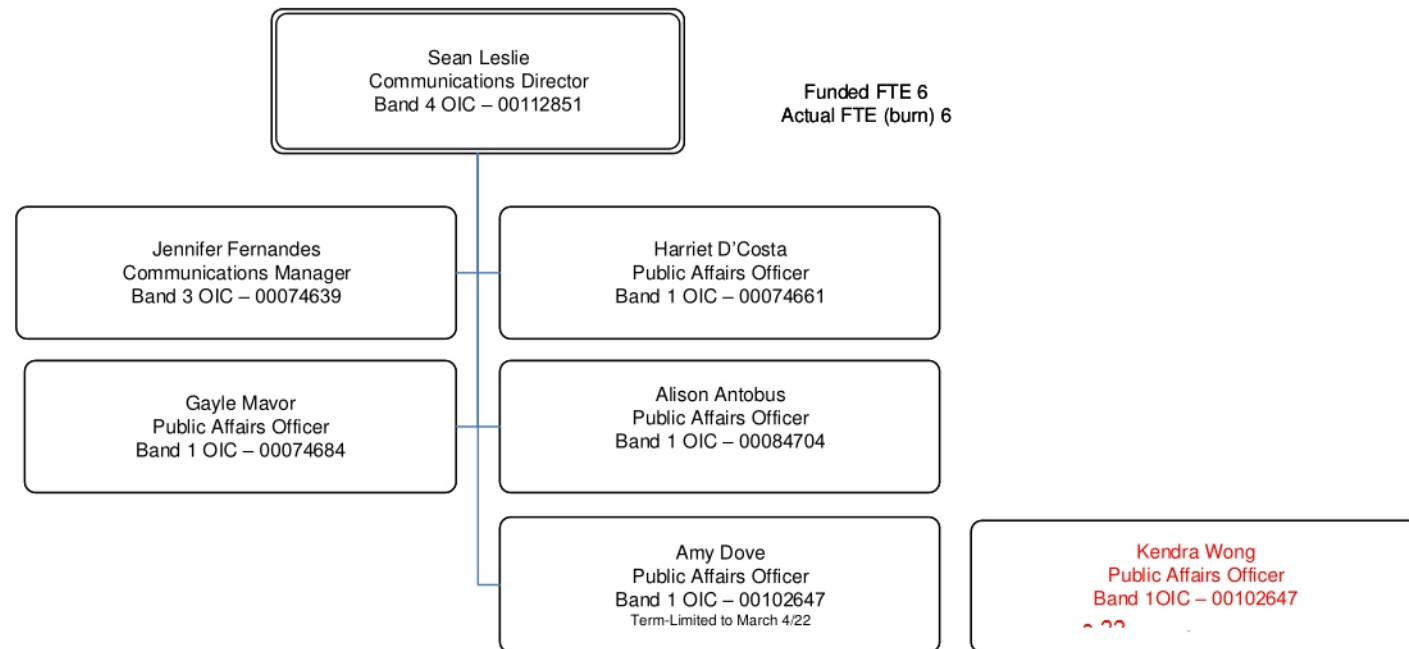 Sean Leslie
Communications Director
Band 4 OIC – 00112851
Funded FTE 6
Actual FTE (burn) 6
Jennifer Fernandes
Communications Manager
Band 3 OIC – 00074639
Harriet D’Costa
Public Affairs Officer
Band 1 OIC – 00074661
Gayle Mavor
Public Affairs Officer
Band 1 OIC – 00074684
Alison Antobus
Public Affairs Officer
Band 1 OIC – 00084704
Amy Dove
Public Affairs Officer
Band 1 OIC – 00102647
Term-Limited to March 4/22
Kendra Wong
Public Affairs Officer
Band 1OIC – 00102647